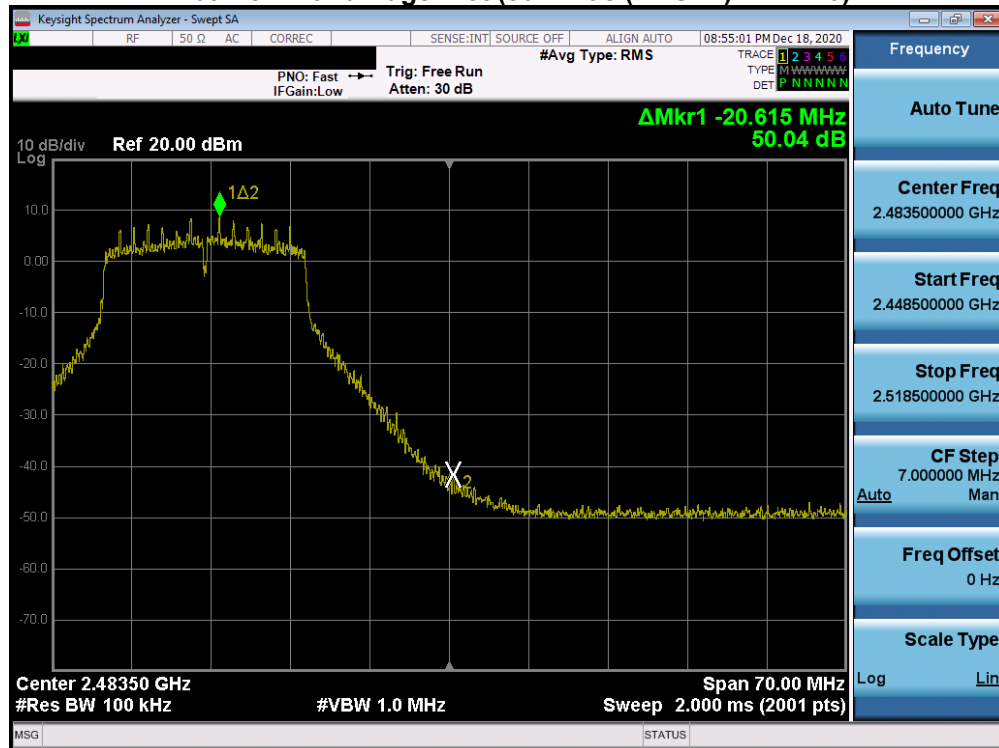 Keysight Spectrum Analyzer - Swept SA
LXI RF 50 Ω AC CORREC SENSE:INT SOURCE OFF ALIGN AUTO 08:55:01 PM Dec 18, 2020
#Avg Type: RMS
TRACE 1 2 3 4 5 6
TYPE M W W W W W
DET P N N N N N
PNO: Fast
IFGain:Low
Trig: Free Run
Atten: 30 dB
ΔMkr1 -20.615 MHz
50.04 dB
10 dB/div Ref 20.00 dBm
Log
1Δ2
10.0
0.00
-10.0
-20.0
-30.0
-40.0
X2
-50.0
-60.0
-70.0
Center 2.48350 GHz
Span 70.00 MHz
#Res BW 100 kHz
#VBW 1.0 MHz
Sweep 2.000 ms (2001 pts)
MSG
STATUS
Frequency
Auto Tune
Center Freq
2.483500000 GHz
Start Freq
2.448500000 GHz
Stop Freq
2.518500000 GHz
CF Step
7.000000 MHz
Auto Man
Freq Offset
0 Hz
Scale Type
Log Lin